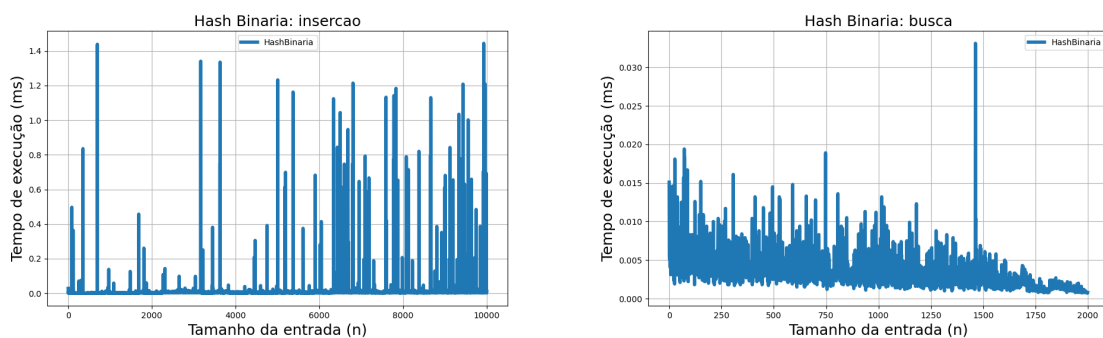 Hash Binaria: insercao
HashBinaria
Tempo de execução (ms)
1.4
1.2
1.0
0.8
0.6
0.4
0.2
0.0
0 2000 4000 6000 8000 10000
Tamanho da entrada (n)
Hash Binaria: busca
HashBinaria
Tempo de execução (ms)
0.030
0.025
0.020
0.015
0.010
0.005
0.000
0 250 500 750 1000 1250 1500 1750 2000
Tamanho da entrada (n)